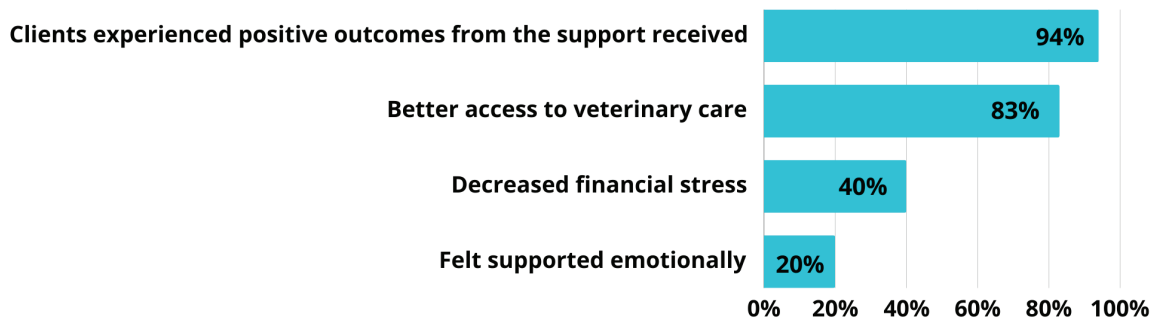 Clients experienced positive outcomes from the support received 94%
Better access to veterinary care 83%
Decreased financial stress 40%
Felt supported emotionally 20%
0% 20% 40% 60% 80% 100%